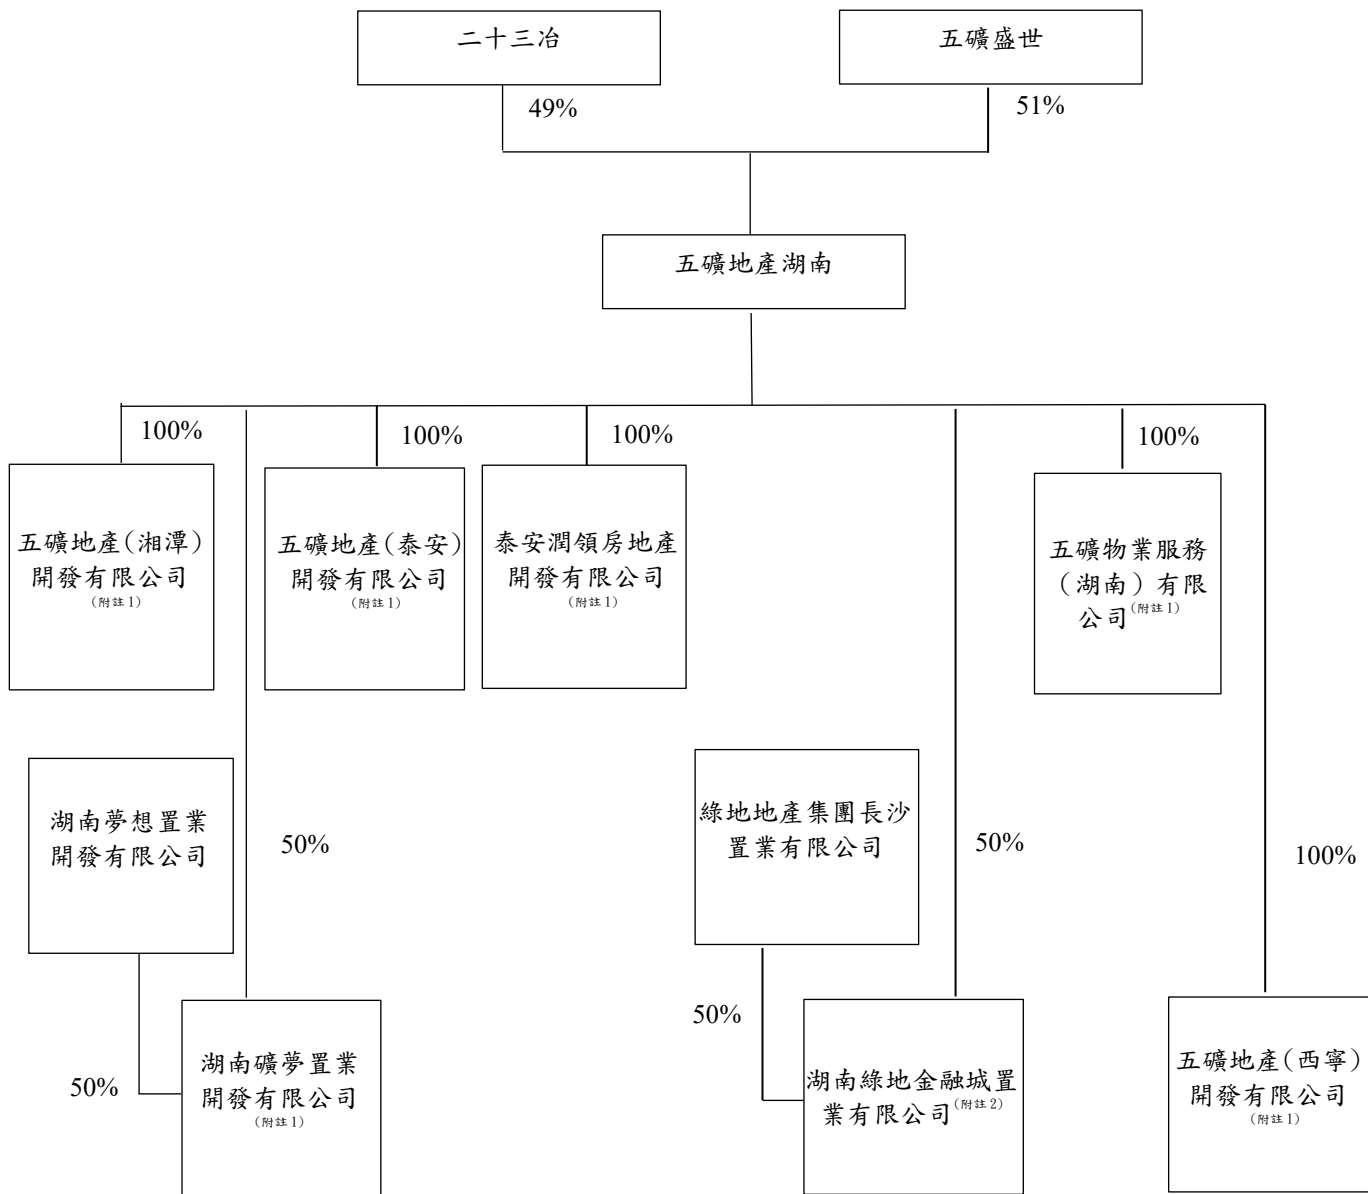 二十三冶
五礦盛世
49%
51%
五礦地產湖南
100%
100%
100%
100%
五礦地產(湘潭)
開發有限公司
(附註1)
五礦地產(泰安)
開發有限公司
(附註1)
泰安潤領房地產
開發有限公司
(附註1)
五礦物業服務
(湖南)有限
公司(附註1)
湖南夢想置業
開發有限公司
50%
綠地地產集團長沙
置業有限公司
50%
100%
50%
湖南礦夢置業
開發有限公司
(附註1)
50%
湖南綠地金融城置
業有限公司(附註2)
五礦地產(西寧)
開發有限公司
(附註1)